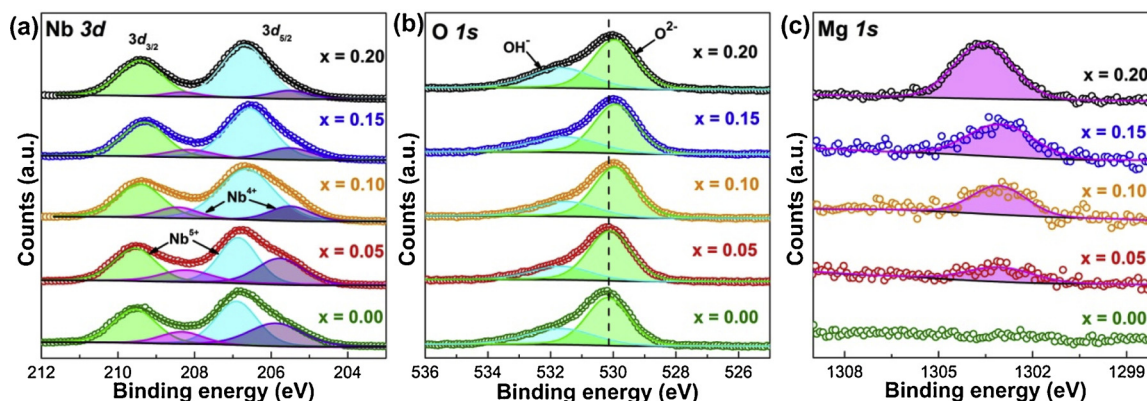 (a) Nb 3d
3d3/2
3d5/2
x = 0.20
x = 0.15
x = 0.10
Nb4+
Nb5+
x = 0.05
x = 0.00
Counts (a.u.)
212 210 208 206 204
Binding energy (eV)
(b) O 1s
OH-
O2-
x = 0.20
x = 0.15
x = 0.10
x = 0.05
x = 0.00
Counts (a.u.)
536 534 532 530 528 526
Binding energy (eV)
(c) Mg 1s
x = 0.20
x = 0.15
x = 0.10
x = 0.05
x = 0.00
Counts (a.u.)
1308 1305 1302 1299
Binding energy (eV)